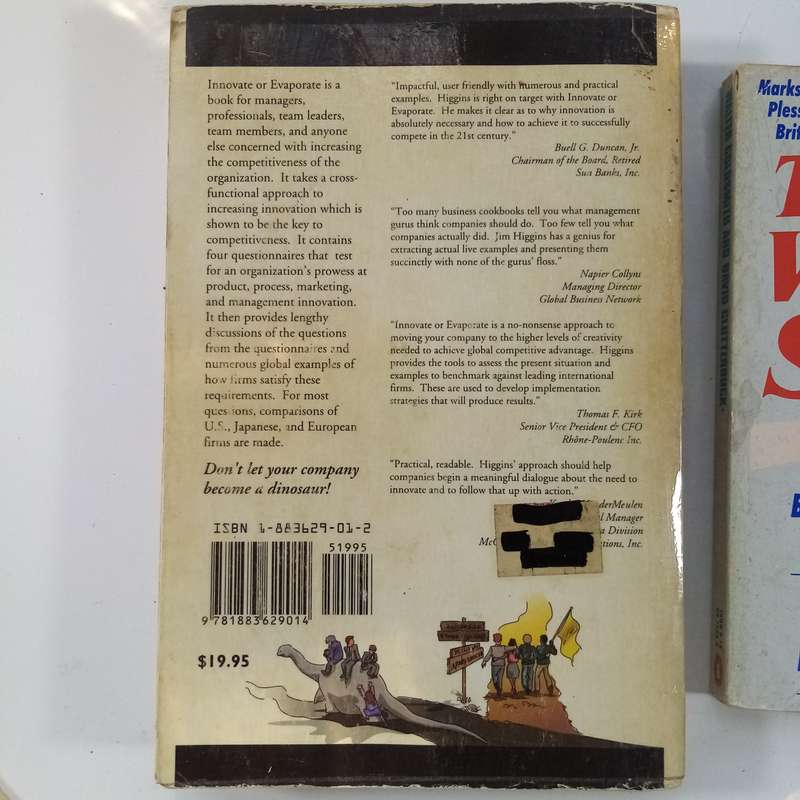 Innovate or Evaporate is a
book for managers,
professionals, team leaders,
team members, and anyone
else concerned with increasing
the competitiveness of the
organization. It takes a cross-
functional approach to
increasing innovation which is
shown to be the key to
competitiveness. It contains
four questionnaires that test
for an organization's prowess at
product, process, marketing,
and management innovation.
It then provides lengthy
discussions of the questions
from the questionnaires and
numerous global examples of
how firms satisfy these
requirements. For most
questions, comparisons of
U.S., Japanese, and European
firms are made.
Don't let your company
become a dinosaur!
"Impactful, user friendly with numerous and practical
examples. Higgins is right on target with Innovate or
Evaporate. He makes it clear as to why innovation is
absolutely necessary and how to achieve it to successfully
compete in the 21st century."
Buell G. Duncan, Jr.
Chairman of the Board, Retired
Sun Banks, Inc.
"Too many business cookbooks tell you what management
gurus think companies should do. Too few tell you what
companies actually did. Jim Higgins has a genius for
extracting actual live examples and presenting them
succinctly with none of the gurus' floss."
Napier Collyns
Managing Director
Global Business Network
"Innovate or Evaporate is a no-nonsense approach to
moving your company to the higher levels of creativity
needed to achieve global competitive advantage. Higgins
provides the tools to assess the present situation and
examples to benchmark against leading international
firms. These are used to develop implementation
strategies that will produce results."
Thomas F. Kirk
Senior Vice President & CFO
Rhône-Poulenc Inc.
"Practical, readable. Higgins' approach should help
companies begin a meaningful dialogue about the need to
innovate and to follow that up with action."
derMeulen
Manager
Division
Inc.
ISBN 1-883629-01-2
51995
9 781883 629014
$19.95
Marks
Pless
Brit
AND DAVID CLUTTERBUCK